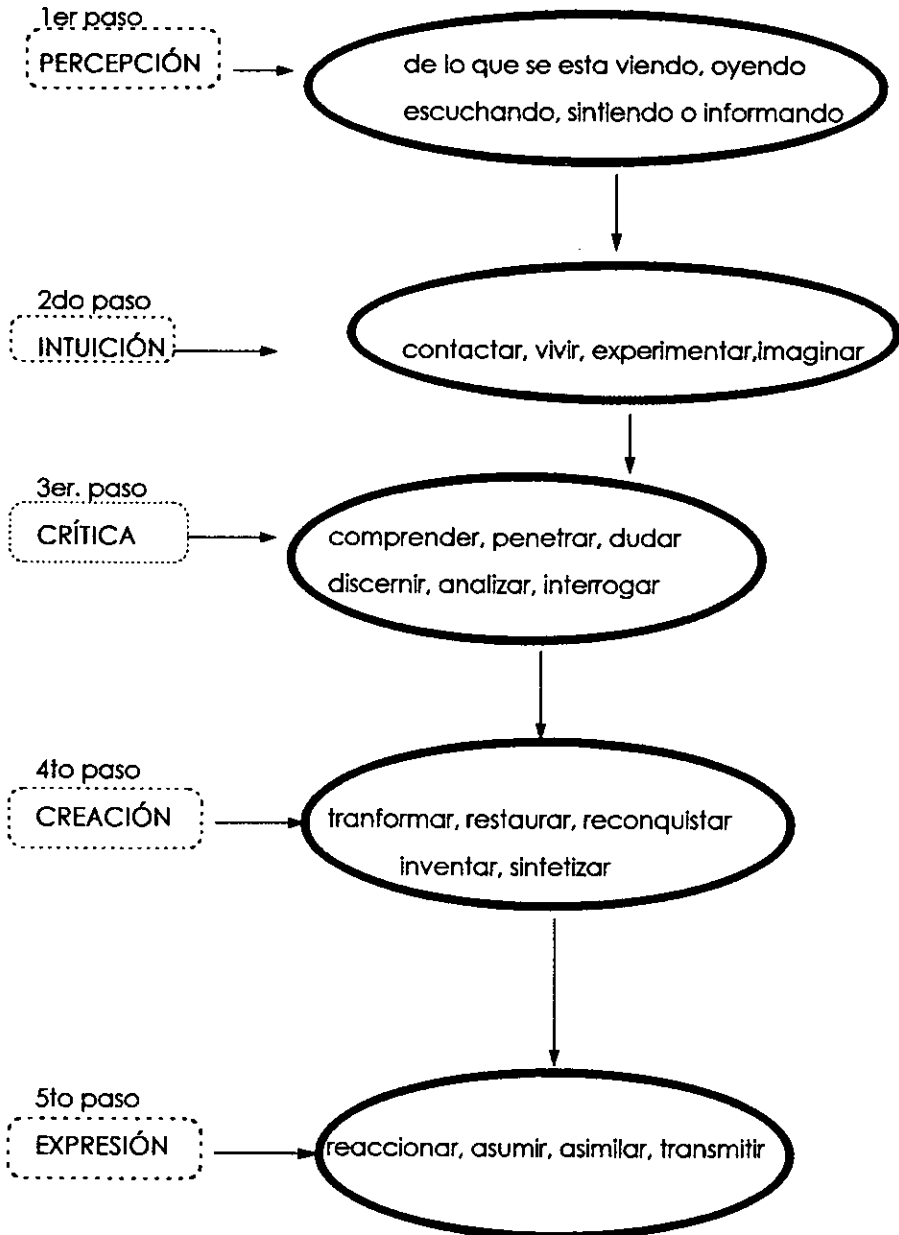 1er paso
PERCEPCIÓN
de lo que se esta viendo, oyendo
escuchando, sintiendo o informando
2do paso
INTUICIÓN
contactar, vivir, experimentar,imaginar
3er. paso
CRÍTICA
comprender, penetrar, dudar
discernir, analizar, interrogar
4to paso
CREACIÓN
tranformar, restaurar, reconquistar
inventar, sintetizar
5to paso
EXPRESIÓN
reaccionar, asumir, asimilar, transmitir